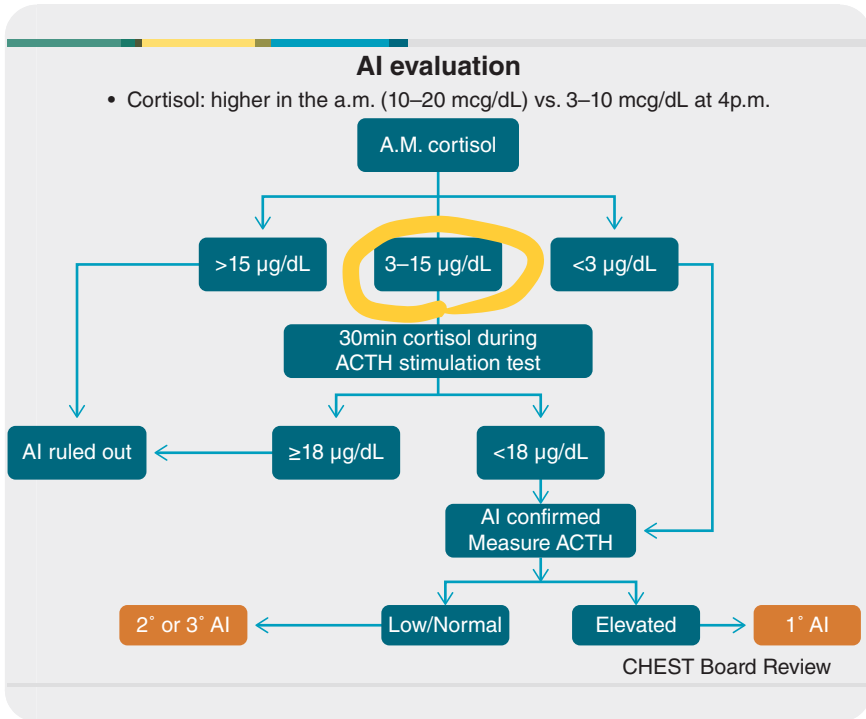 AI evaluation
• Cortisol: higher in the a.m. (10–20 mcg/dL) vs. 3–10 mcg/dL at 4p.m.
A.M. cortisol
>15 µg/dL
3–15 µg/dL
<3 µg/dL
30min cortisol during
ACTH stimulation test
AI ruled out
≥18 µg/dL
<18 µg/dL
AI confirmed
Measure ACTH
2° or 3° AI
Low/Normal
Elevated
1° AI
CHEST Board Review